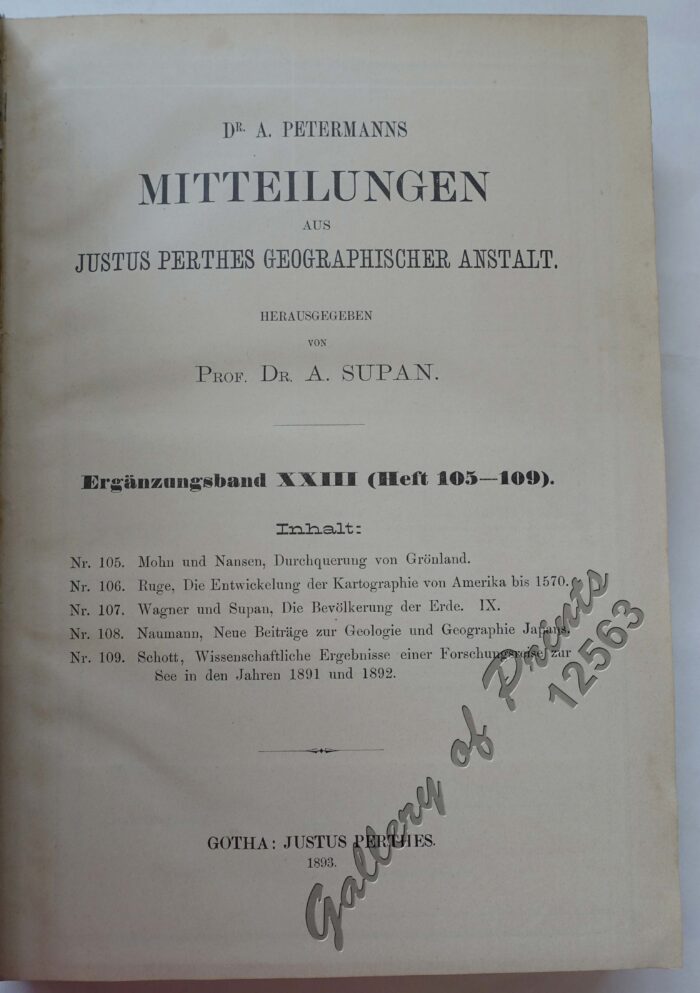 DR. A. PETERMANNS
MITTEILUNGEN
AUS
JUSTUS PERTHES GEOGRAPHISCHER ANSTALT.
HERAUSGEGEBEN
VON
PROF. DR. A. SUPAN.
Ergänzungsband XXIII (Heft 105—109).
Inhalt:
Nr. 105. Mohn und Nansen, Durchquerung von Grönland.
Nr. 106. Ruge, Die Entwickelung der Kartographie von Amerika bis 1570.
Nr. 107. Wagner und Supan, Die Bevölkerung der Erde. IX.
Nr. 108. Naumann, Neue Beiträge zur Geologie und Geographie Japans.
Nr. 109. Schott, Wissenschaftliche Ergebnisse einer Forschungsreise zur
See in den Jahren 1891 und 1892.
GOTHA: JUSTUS PERTHES.
1893.
Gallery of Prints
12563